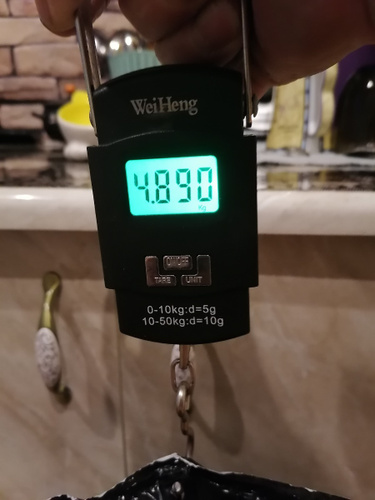 WeiHeng
4.890
Kg
ON/OFF
TARE UNIT
0-10kg:d=5g
10-50kg:d=10g